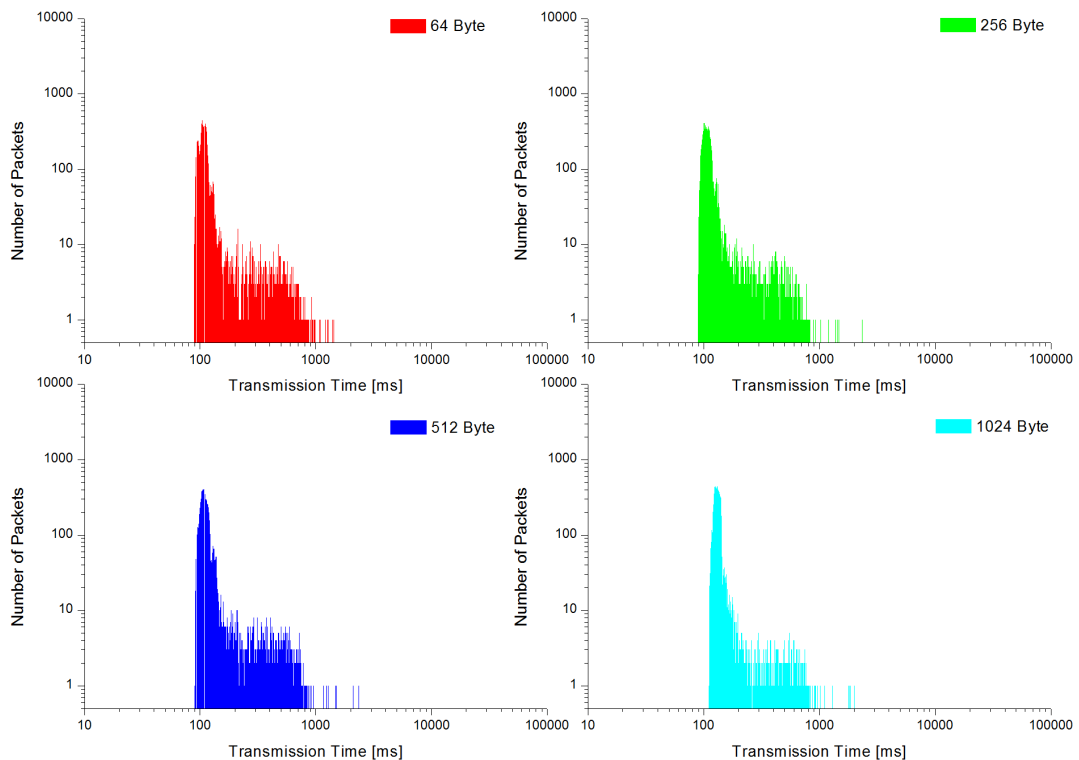 10000
1000
100
10
1
Number of Packets
64 Byte
10 100 1000 10000 100000
Transmission Time [ms]
10000
1000
100
10
1
Number of Packets
256 Byte
10 100 1000 10000 100000
Transmission Time [ms]
10000
1000
100
10
1
Number of Packets
512 Byte
10 100 1000 10000 100000
Transmission Time [ms]
10000
1000
100
10
1
Number of Packets
1024 Byte
10 100 1000 10000 100000
Transmission Time [ms]